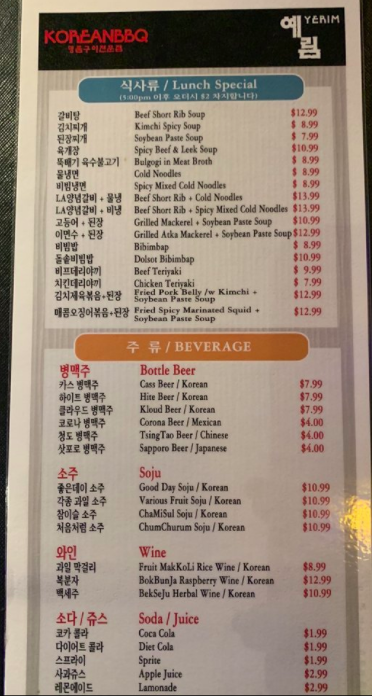 KOREANBBQ
예림 YERIM
식사류 / Lunch Special
(5:00pm 이후 오더시 $2 차지됩니다)
갈비탕 Beef Short Rib Soup $12.99
김치찌개 Kimchi Spicy Soup $ 8.99
된장찌개 Soybean Paste Soup $ 7.99
육개장 Spicy Beef & Leek Soup $10.99
뚝배기 육수불고기 Bulgogi in Meat Broth $ 8.99
물냉면 Cold Noodles $ 8.99
비빔냉면 Spicy Mixed Cold Noodles $ 8.99
LA양념갈비 + 물냉 Beef Short Rib + Cold Noodles $13.99
LA양념갈비 + 비냉 Beef Short Rib + Spicy Mixed Cold Noodles $13.99
고등어 + 된장 Grilled Mackerel + Soybean Paste Soup $10.99
이면수 + 된장 Grilled Atka Mackerel + Soybean Paste Soup $12.99
비빔밥 Bibimbap $ 8.99
돌솥비빔밥 Dolsot Bibimbap $10.99
비프데리야끼 Beef Teriyaki $ 9.99
치킨데리야끼 Chicken Teriyaki $ 7.99
김치제육볶음+된장 Fried Pork Belly /w Kimchi + $12.99
Soybean Paste Soup
매콤오징어볶음+된장 Fried Spicy Marinated Squid + $12.99
Soybean Paste Soup
주 류 / BEVERAGE
병맥주 Bottle Beer
카스 병맥주 Cass Beer / Korean $7.99
하이트 병맥주 Hite Beer / Korean $7.99
클라우드 병맥주 Kloud Beer / Korean $7.99
코로나 병맥주 Corona Beer / Mexican $4.00
청도 병맥주 TsingTao Beer / Chinese $4.00
삿포로 병맥주 Sapporo Beer / Japanese $4.00
소주 Soju
좋은데이 소주 Good Day Soju / Korean $10.99
각종 과일 소주 Various Fruit Soju / Korean $10.99
참이슬 소주 ChaMiSul Soju / Korean $10.99
처음처럼 소주 ChumChurum Soju / Korean $10.99
와인 Wine
과일 막걸리 Fruit MakKoLi Rice Wine / Korean $8.99
복분자 BokBunJa Raspberry Wine / Korean $12.99
백세주 BekSeJu Herbal Wine / Korean $10.99
소다 / 쥬스 Soda / Juice
코카 콜라 Coca Cola $1.99
다이어트 콜라 Diet Cola $1.99
스프라이 Sprite $1.99
사과쥬스 Apple Juice $2.99
레몬에이드 Lamonade $2.99